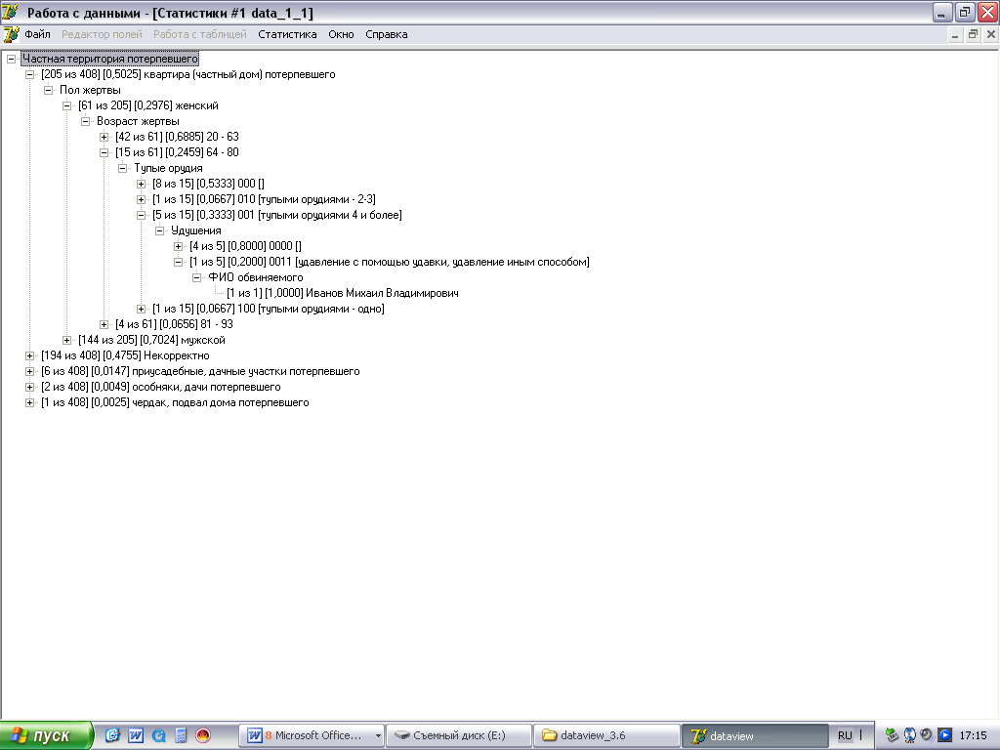 Работа с данными - [Статистики #1 data_1_1]
Файл Редактор полей Работа с таблицей Статистика Окно Справка
Частная территория потерпевшего
[205 из 408] [0,5025] квартира (частный дом) потерпевшего
Пол жертвы
[61 из 205] [0,2976] женский
Возраст жертвы
[42 из 61] [0,6885] 20 - 63
[15 из 61] [0,2459] 64 - 80
Тупые орудия
[8 из 15] [0,5333] 000 []
[1 из 15] [0,0667] 010 [тупыми орудиями - 2-3]
[5 из 15] [0,3333] 001 [тупыми орудиями 4 и более]
Удушения
[4 из 5] [0,8000] 0000 []
[1 из 5] [0,2000] 0011 [удавление с помощью удавки, удавление иным способом]
ФИО обвиняемого
[1 из 1] [1,0000] Иванов Михаил Владимирович
[1 из 15] [0,0667] 100 [тупыми орудиями - одно]
[4 из 61] [0,0656] 81 - 93
[144 из 205] [0,7024] мужской
[194 из 408] [0,4755] Некорректно
[6 из 408] [0,0147] приусадебные, дачные участки потерпевшего
[2 из 408] [0,0049] особняки, дачи потерпевшего
[1 из 408] [0,0025] чердак, подвал дома потерпевшего
пуск 8 Microsoft Office... Съемный диск (E:) dataview_3.6 dataview RU 17:15